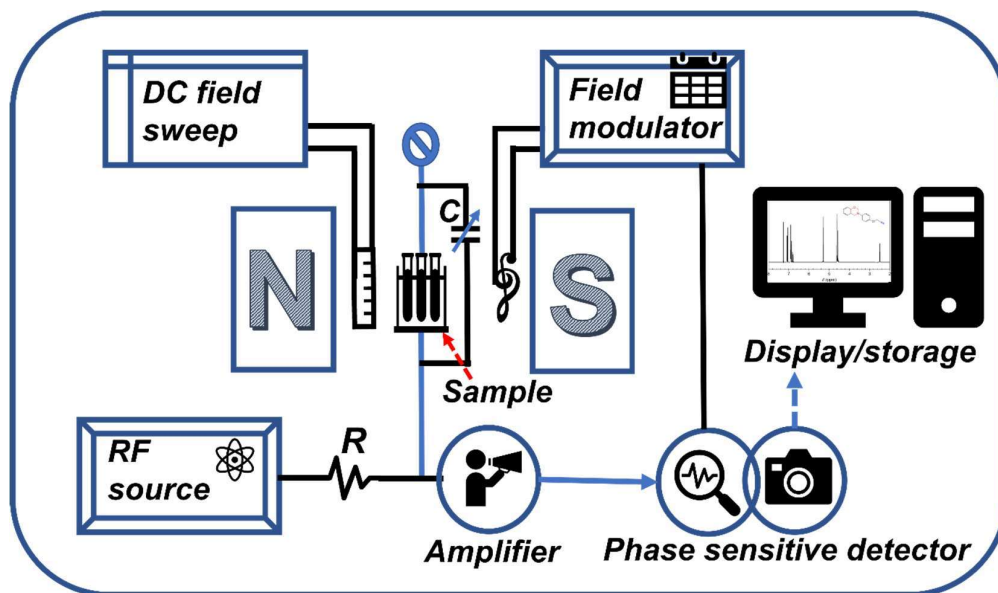 DC field
sweep
Field
modulator
C
N
S
Sample
Display/storage
RF
source
R
Amplifier
Phase sensitive detector